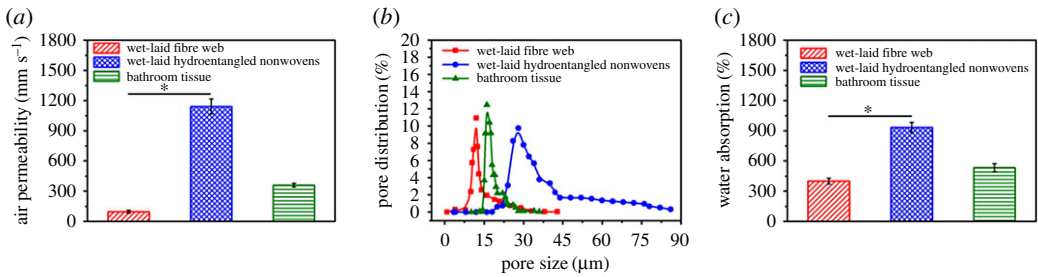 (a)
air permeability (mm s⁻¹)
1800
1500
1200
900
600
300
0
wet-laid fibre web
wet-laid hydroentangled nonwovens
bathroom tissue
*
(b)
pore distribution (%)
20
18
16
14
12
10
8
6
4
2
0
wet-laid fibre web
wet-laid hydroentangled nonwovens
bathroom tissue
0 15 30 45 60 75 90
pore size (µm)
(c)
water absorption (%)
1800
1500
1200
900
600
300
0
wet-laid fibre web
wet-laid hydroentangled nonwovens
bathroom tissue
*